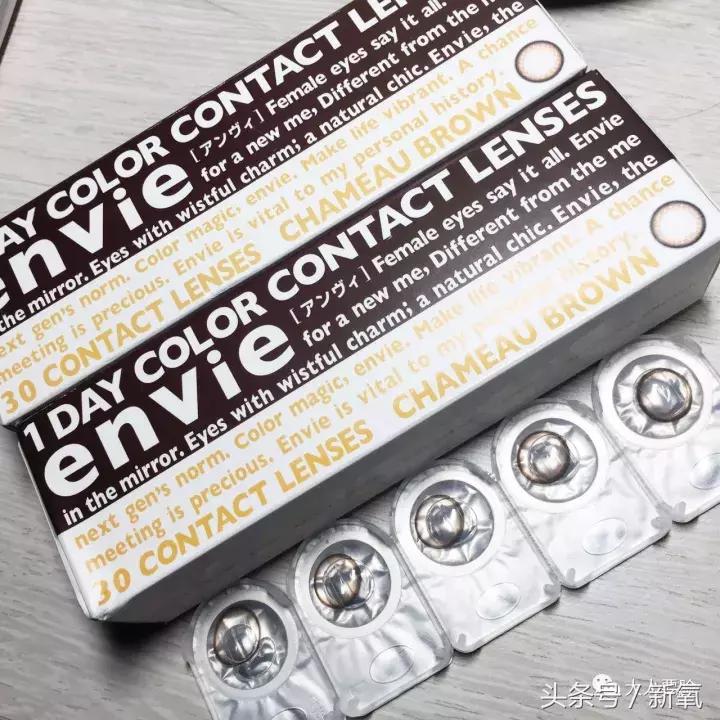 DAY COLOR CONTACT LEN
envie [アンヴィ] Female eyes say it all.
for a new me, Different from the
in the mirror. Eyes with wistful charm; a natural chic. Envie, the
next gen's norm. Color magic, envie. Make life vibrant. A chance
meeting is precious. Envie is vital to my personal history.
30 CONTACT LENSES CHAMEAU BROWN
1 DAY COLOR CONTACT LENSES
envie [アンヴィ] Female eyes say it all. Envie
for a new me, Different from the me
in the mirror. Eyes with wistful charm; a natural chic. Envie, the
next gen's norm. Color magic, envie. Make life vibrant. A chance
meeting is precious. Envie is vital to my personal history.
30 CONTACT LENSES CHAMEAU BROWN
头条号 / 新氧